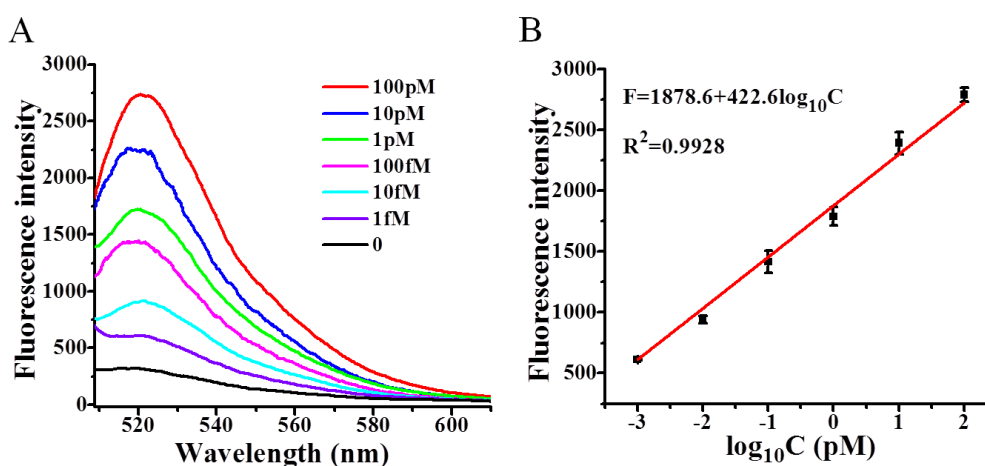 A
Fluorescence intensity
3000
2500
2000
1500
1000
500
0
520
540
560
580
600
Wavelength (nm)
100pM
10pM
1pM
100fM
10fM
1fM
0
B
Fluorescence intensity
3000
2500
2000
1500
1000
500
-3
-2
-1
0
1
2
log₁₀C (pM)
F=1878.6+422.6log₁₀C
R²=0.9928